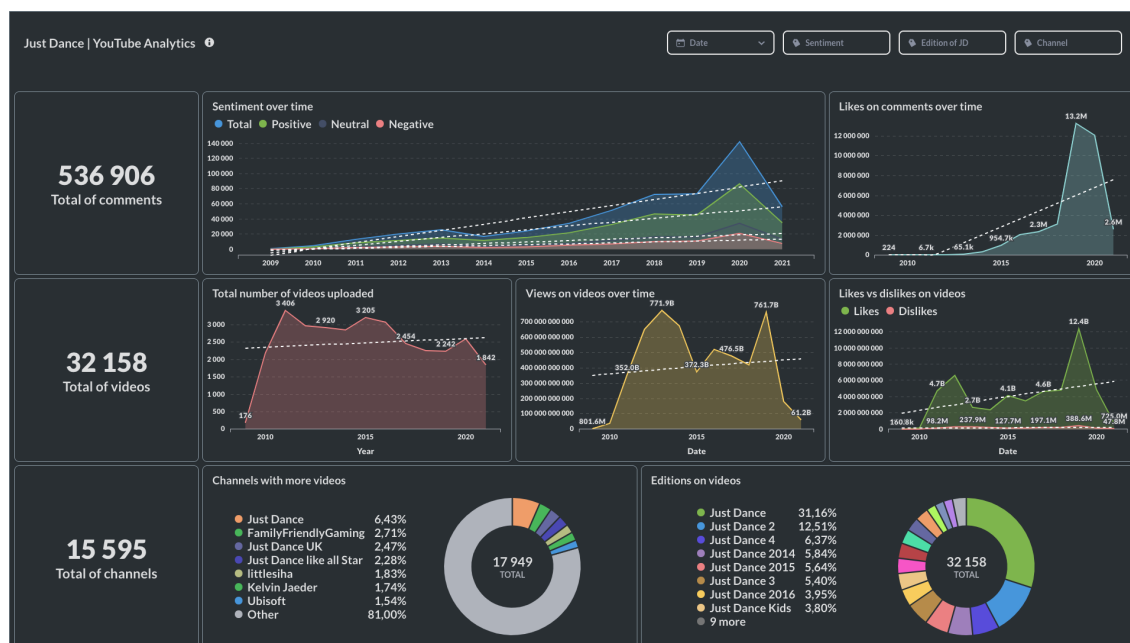 Just Dance | YouTube Analytics
Date
Sentiment
Edition of JD
Channel
536 906
Total of comments
Sentiment over time
Total Positive Neutral Negative
140 000
120 000
100 000
80 000
60 000
40 000
20 000
0
2009 2010 2011 2012 2013 2014 2015 2016 2017 2018 2019 2020 2021
Likes on comments over time
13.2M
12 000 000
10 000 000
8 000 000
6 000 000
4 000 000
2 000 000
0
224 6.7k 65.1k 954.7k 2.3M 2.6M
2010 2015 2020
32 158
Total of videos
Total number of videos uploaded
3 406
3 205
2 920
2 454
2 242
1 842
176
3 000
2 500
2 000
1 500
1 000
500
0
2010 2015 2020
Year
Views on videos over time
771.9B
761.7B
476.5B
372.3B
352.0B
61.2B
801.6M
700 000 000 000
600 000 000 000
500 000 000 000
400 000 000 000
300 000 000 000
200 000 000 000
100 000 000 000
2010 2015 2020
Date
Likes vs dislikes on videos
Likes Dislikes
12.4B
12 000 000 000
10 000 000 000
8 000 000 000
6 000 000 000
4 000 000 000
2 000 000 000
0
4.7B 2.7B 4.1B 4.6B 725.0M
160.8k 98.2M 237.9M 127.7M 197.1M 388.6M 47.8M
2010 2015 2020
Date
15 595
Total of channels
Channels with more videos
Just Dance 6,43%
FamilyFriendlyGaming 2,71%
Just Dance UK 2,47%
Just Dance like all Star 2,28%
littlesiha 1,83%
Kelvin Jaeder 1,74%
Ubisoft 1,54%
Other 81,00%
17 949
TOTAL
Editions on videos
Just Dance 31,16%
Just Dance 2 12,51%
Just Dance 4 6,37%
Just Dance 2014 5,84%
Just Dance 2015 5,64%
Just Dance 3 5,40%
Just Dance 2016 3,95%
Just Dance Kids 3,80%
9 more
32 158
TOTAL